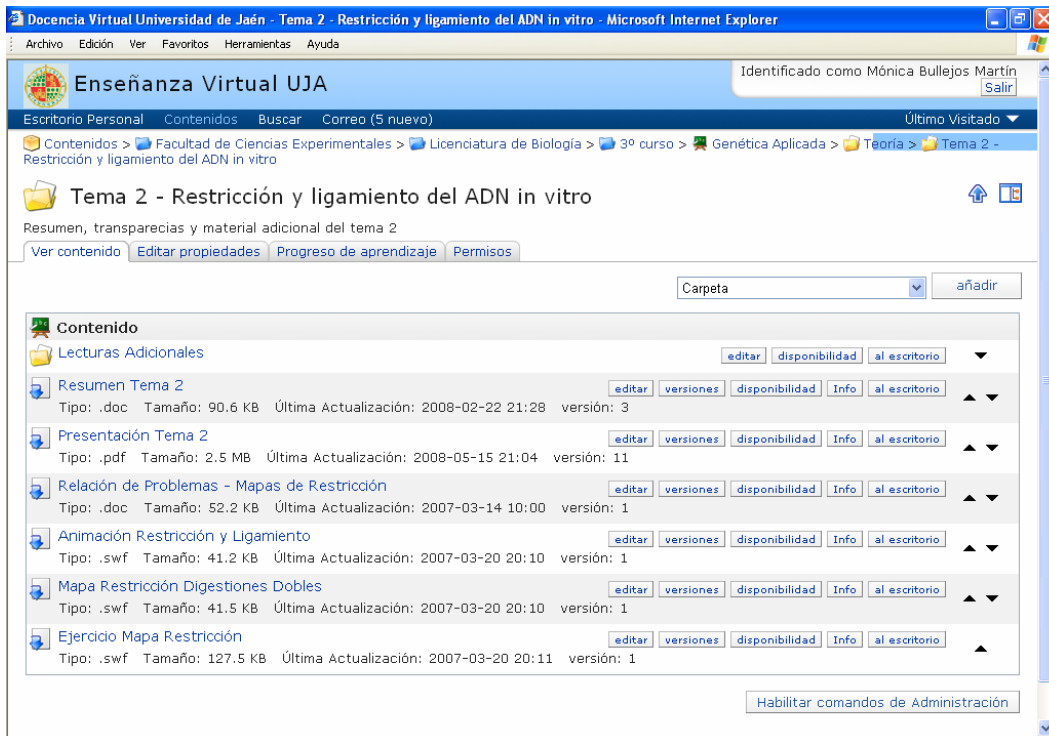 Docencia Virtual Universidad de Jaén - Tema 2 - Restricción y ligamiento del ADN in vitro - Microsoft Internet Explorer
Archivo Edición Ver Favoritos Herramientas Ayuda
Enseñanza Virtual UJA
Identificado como Mónica Bullejos Martín
Salir
Escritorio Personal Contenidos Buscar Correo (5 nuevo) Último Visitado
Contenidos > Facultad de Ciencias Experimentales > Licenciatura de Biología > 3º curso > Genética Aplicada > Teoría > Tema 2 -
Restricción y ligamiento del ADN in vitro
Tema 2 - Restricción y ligamiento del ADN in vitro
Resumen, transparecias y material adicional del tema 2
Ver contenido Editar propiedades Progreso de aprendizaje Permisos
Carpeta añadir
Contenido
Lecturas Adicionales editar disponibilidad al escritorio
Resumen Tema 2 editar versiones disponibilidad Info al escritorio
Tipo: .doc Tamaño: 90.6 KB Última Actualización: 2008-02-22 21:28 versión: 3
Presentación Tema 2 editar versiones disponibilidad Info al escritorio
Tipo: .pdf Tamaño: 2.5 MB Última Actualización: 2008-05-15 21:04 versión: 11
Relación de Problemas - Mapas de Restricción editar versiones disponibilidad Info al escritorio
Tipo: .doc Tamaño: 52.2 KB Última Actualización: 2007-03-14 10:00 versión: 1
Animación Restricción y Ligamiento editar versiones disponibilidad Info al escritorio
Tipo: .swf Tamaño: 41.2 KB Última Actualización: 2007-03-20 20:10 versión: 1
Mapa Restricción Digestiones Dobles editar versiones disponibilidad Info al escritorio
Tipo: .swf Tamaño: 41.5 KB Última Actualización: 2007-03-20 20:10 versión: 1
Ejercicio Mapa Restricción editar versiones disponibilidad Info al escritorio
Tipo: .swf Tamaño: 127.5 KB Última Actualización: 2007-03-20 20:11 versión: 1
Habilitar comandos de Administración